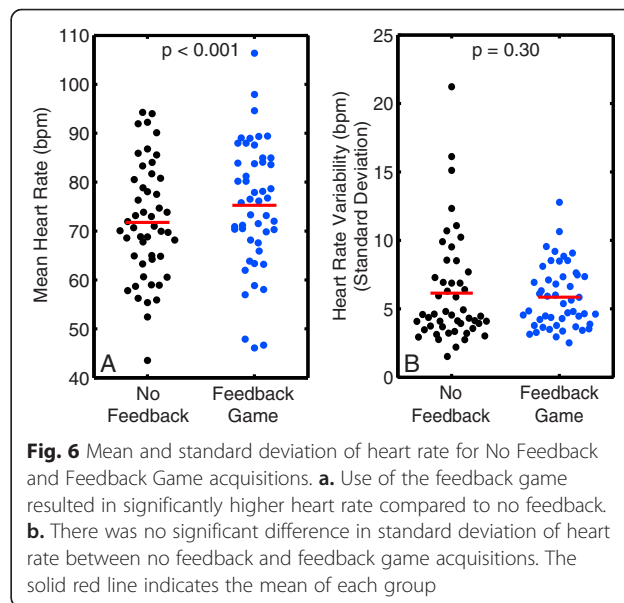 p < 0.001
110
100
90
80
70
60
50
40
Mean Heart Rate (bpm)
A
No Feedback
Feedback Game
p = 0.30
25
20
15
10
5
0
Heart Rate Variability (bpm)
(Standard Deviation)
B
No Feedback
Feedback Game
Fig. 6 Mean and standard deviation of heart rate for No Feedback
and Feedback Game acquisitions. a. Use of the feedback game
resulted in significantly higher heart rate compared to no feedback.
b. There was no significant difference in standard deviation of heart
rate between no feedback and feedback game acquisitions. The
solid red line indicates the mean of each group